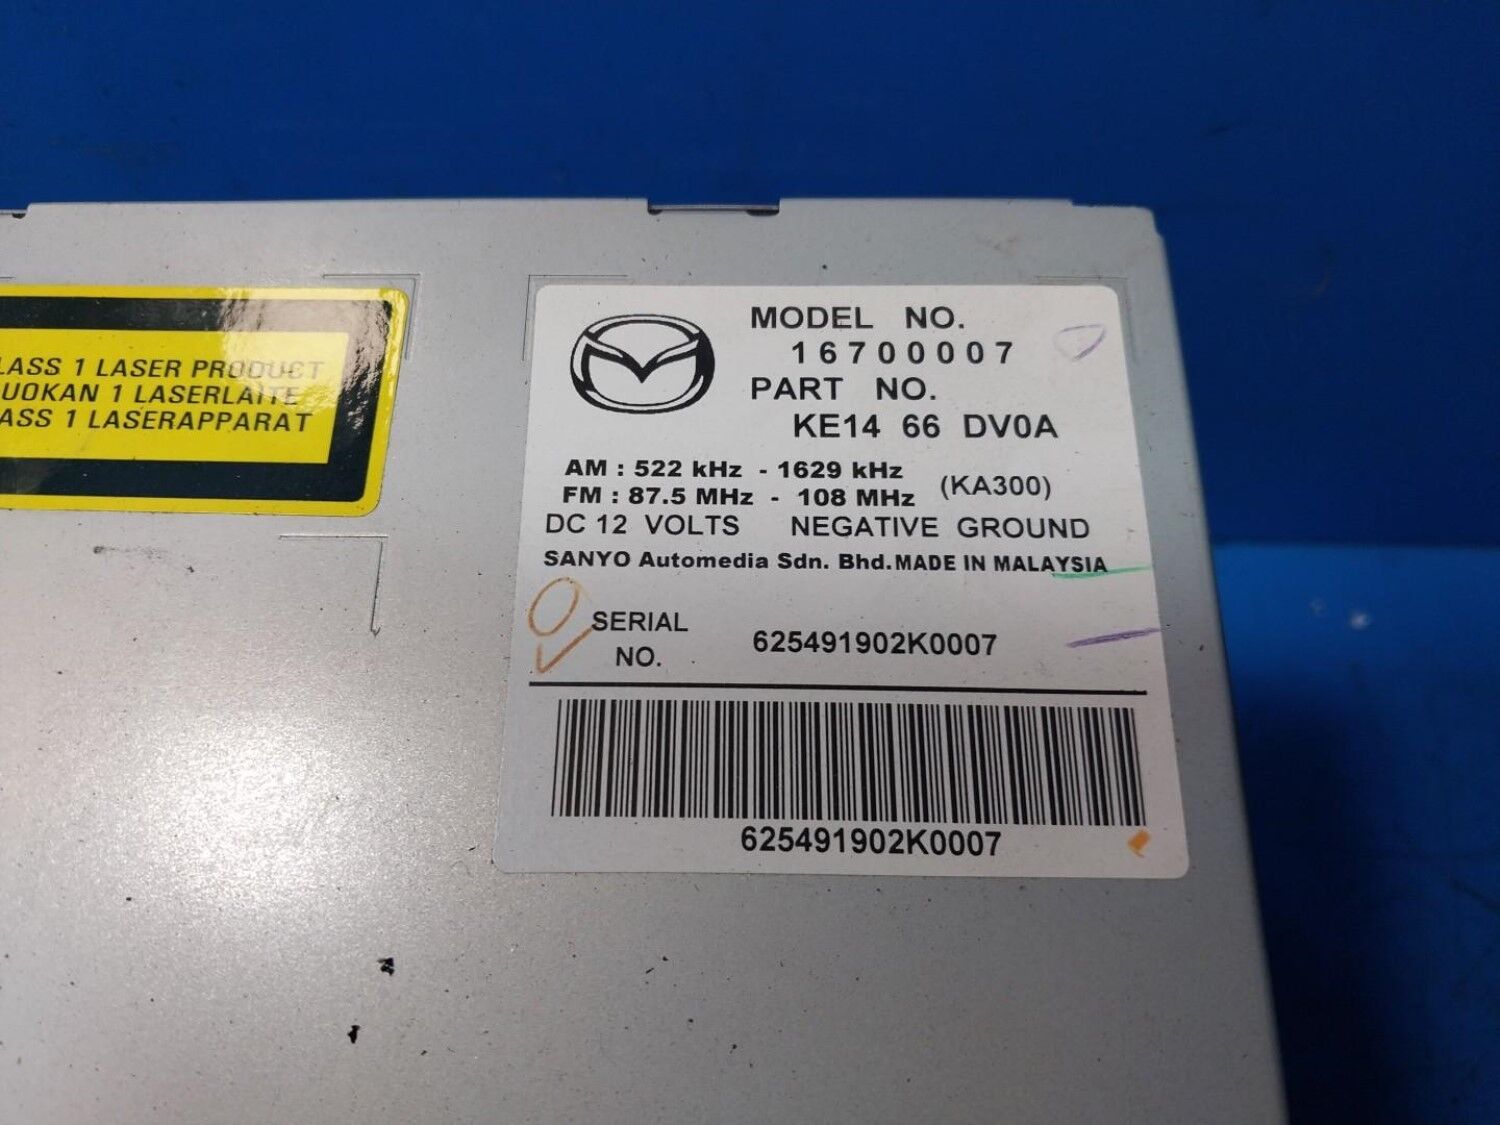 LASS 1 LASER PRODUCT
UOKAN 1 LASERLAITE
ASS 1 LASERAPPARAT
MODEL NO.
16700007
PART NO.
KE14 66 DV0A
AM : 522 kHz - 1629 kHz
FM : 87.5 MHz - 108 MHz (KA300)
DC 12 VOLTS NEGATIVE GROUND
SANYO Automedia Sdn. Bhd. MADE IN MALAYSIA
SERIAL NO. 625491902K0007
625491902K0007